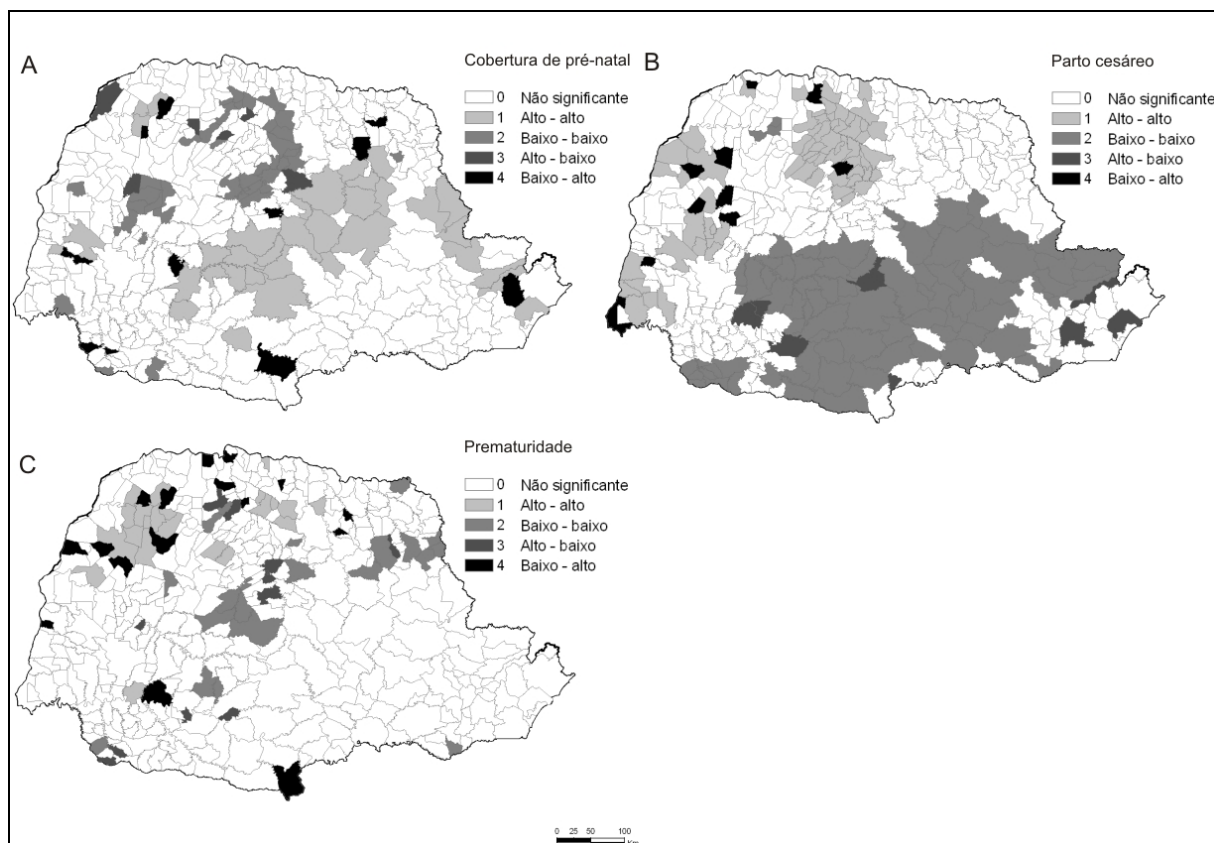 A
Cobertura de pré-natal
0 Não significante
1 Alto - alto
2 Baixo - baixo
3 Alto - baixo
4 Baixo - alto
B
Parto cesáreo
0 Não significante
1 Alto - alto
2 Baixo - baixo
3 Alto - baixo
4 Baixo - alto
C
Prematuridade
0 Não significante
1 Alto - alto
2 Baixo - baixo
3 Alto - baixo
4 Baixo - alto
0 25 50 100
Km